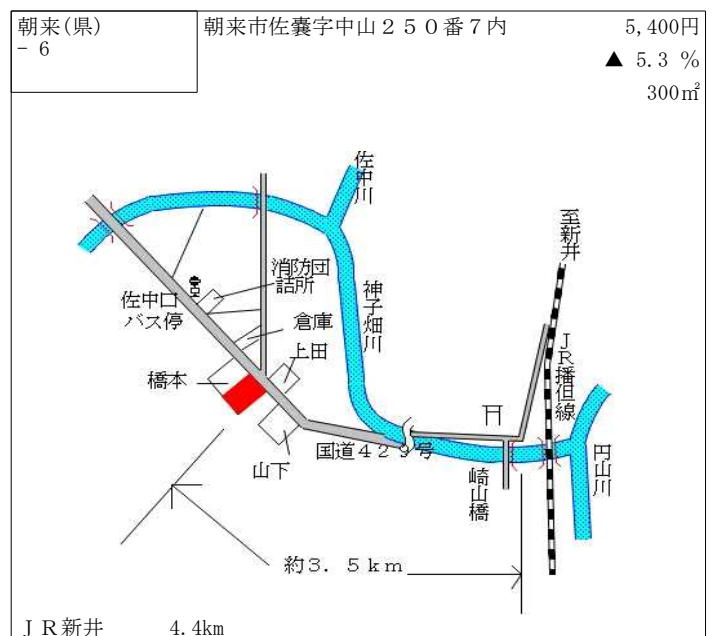 朝来(県)
- 6
朝来市佐嚢字中山２５０番７内
5,400円
▲ 5.3 %
300㎡
佐中川
至新井
消防団
詰所
神子畑川
佐中口
バス停
倉庫
上田
JR播但線
橋本
国道４２９号
山下
崎山橋
円山川
約３．５ｋｍ
ＪＲ新井 4.4km